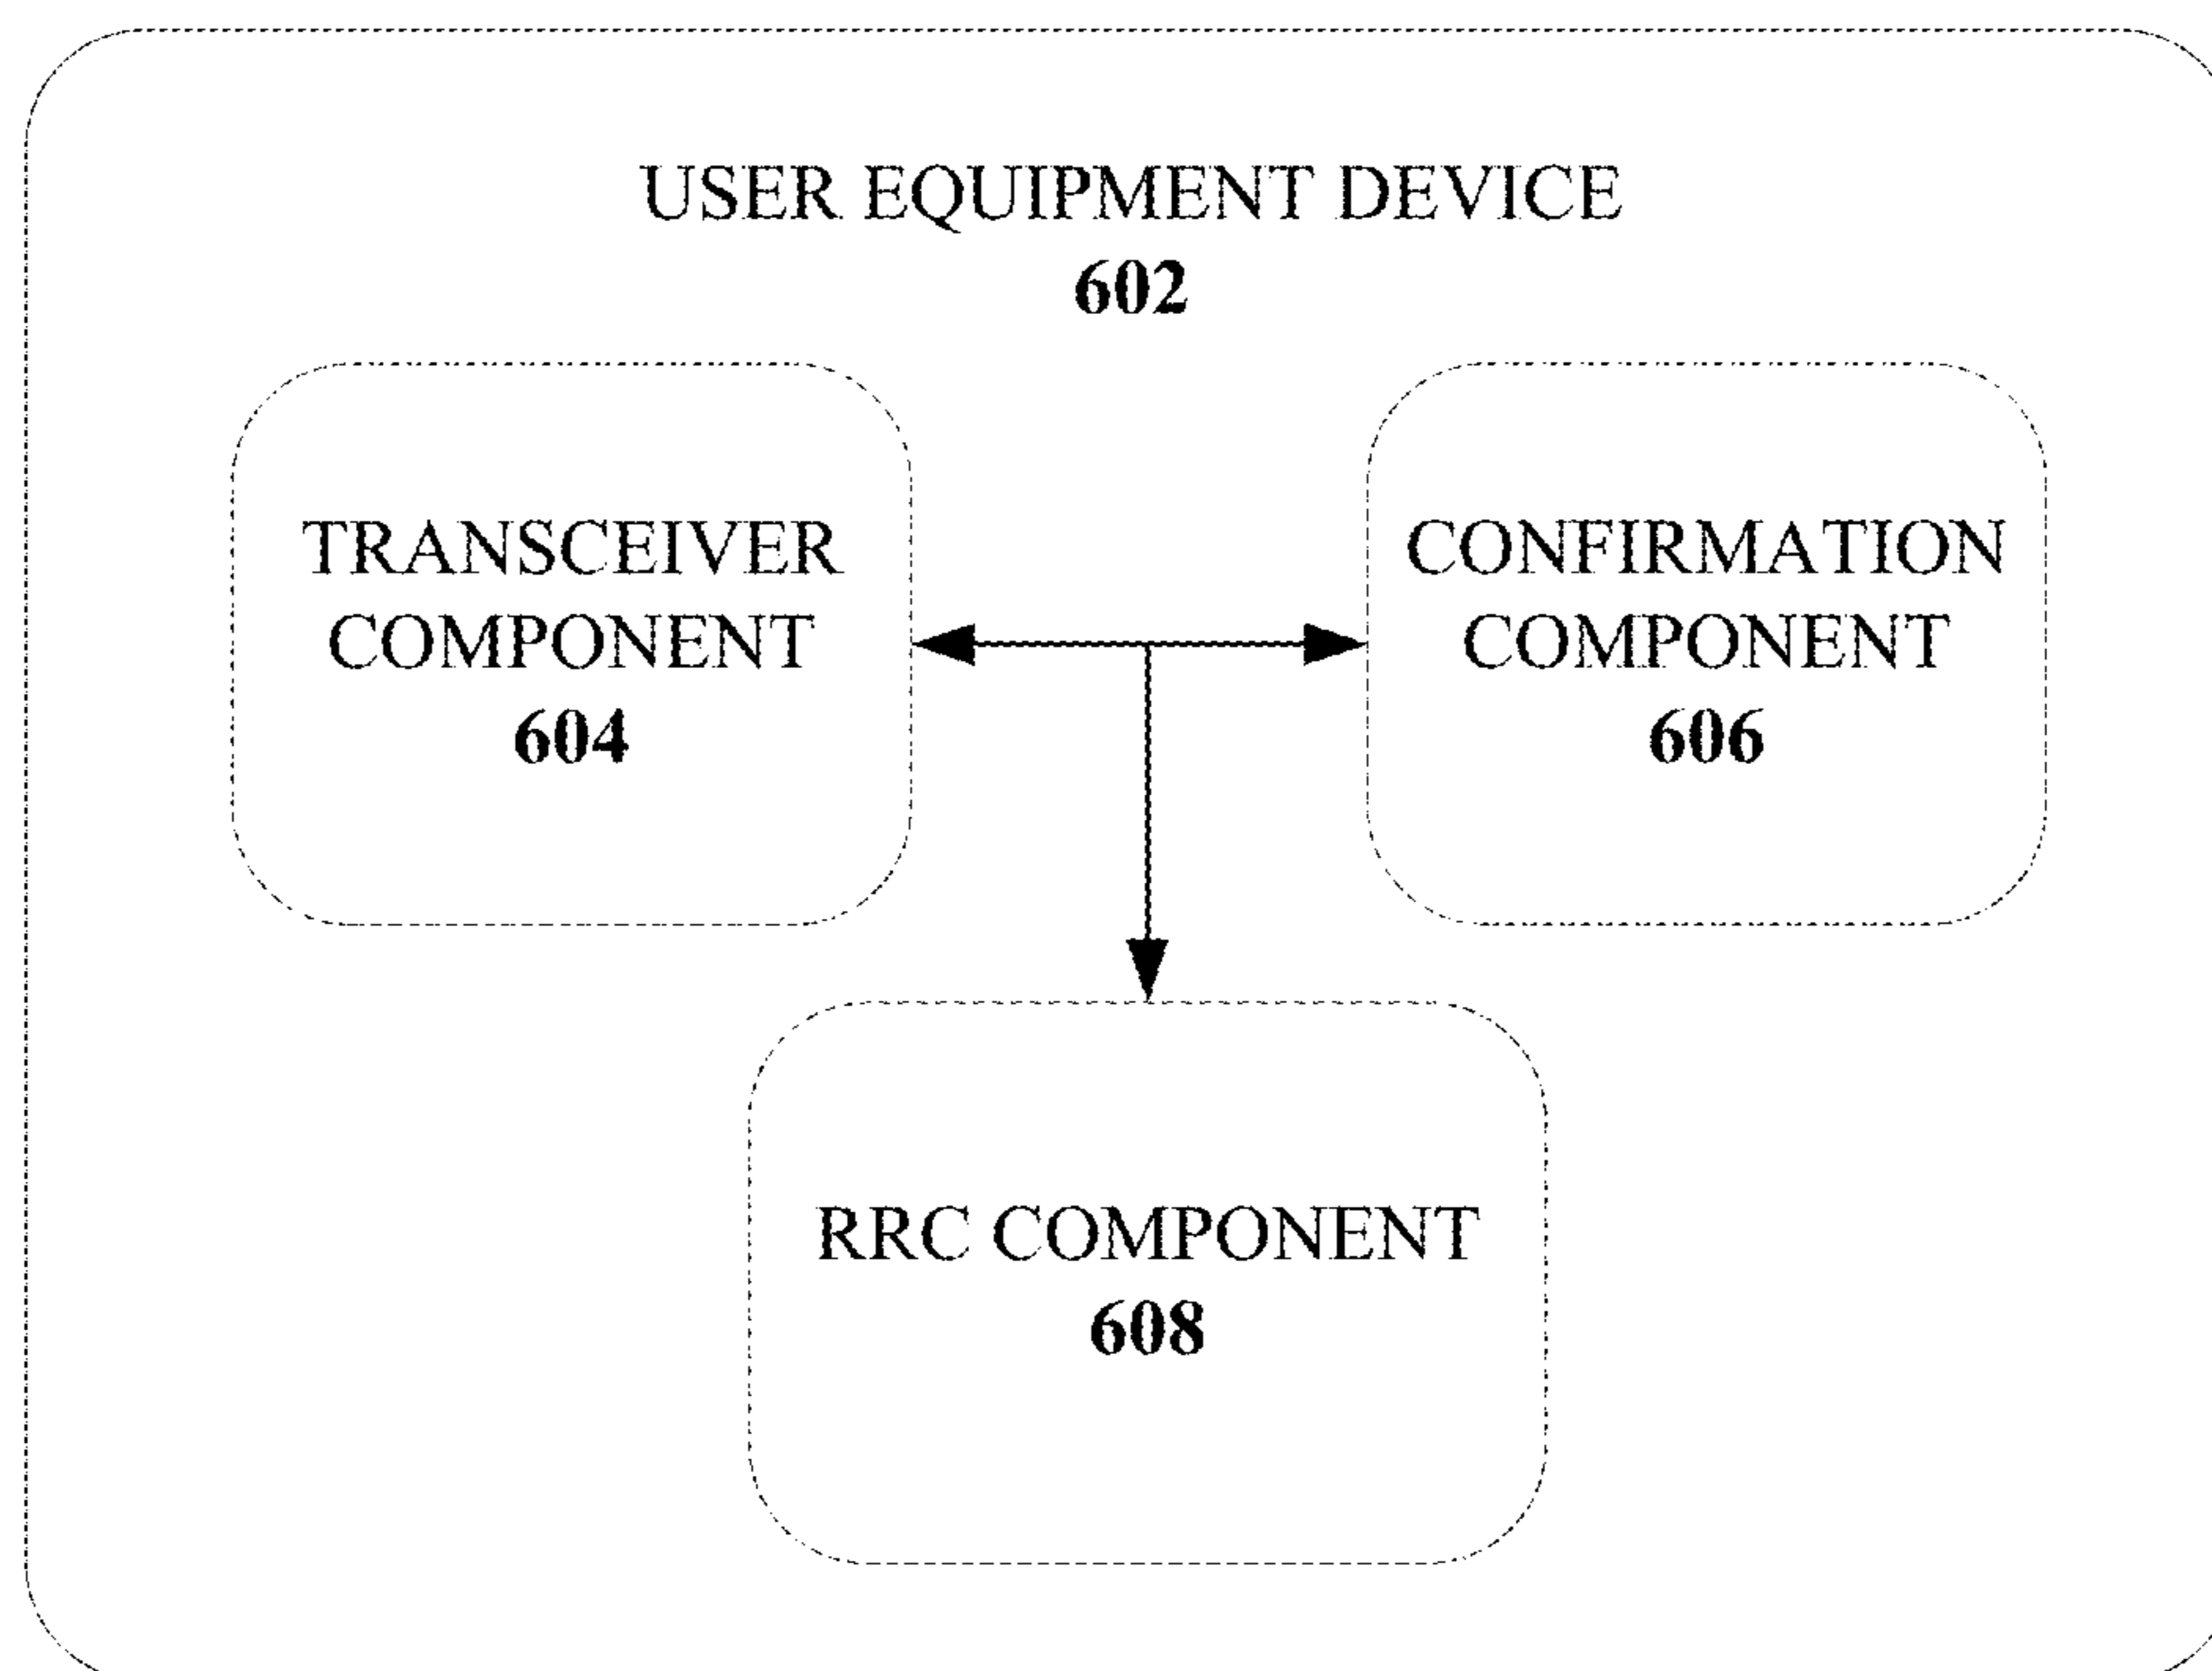 USER EQUIPMENT DEVICE
602
TRANSCEIVER
COMPONENT
604
CONFIRMATION
COMPONENT
606
RRC COMPONENT
608